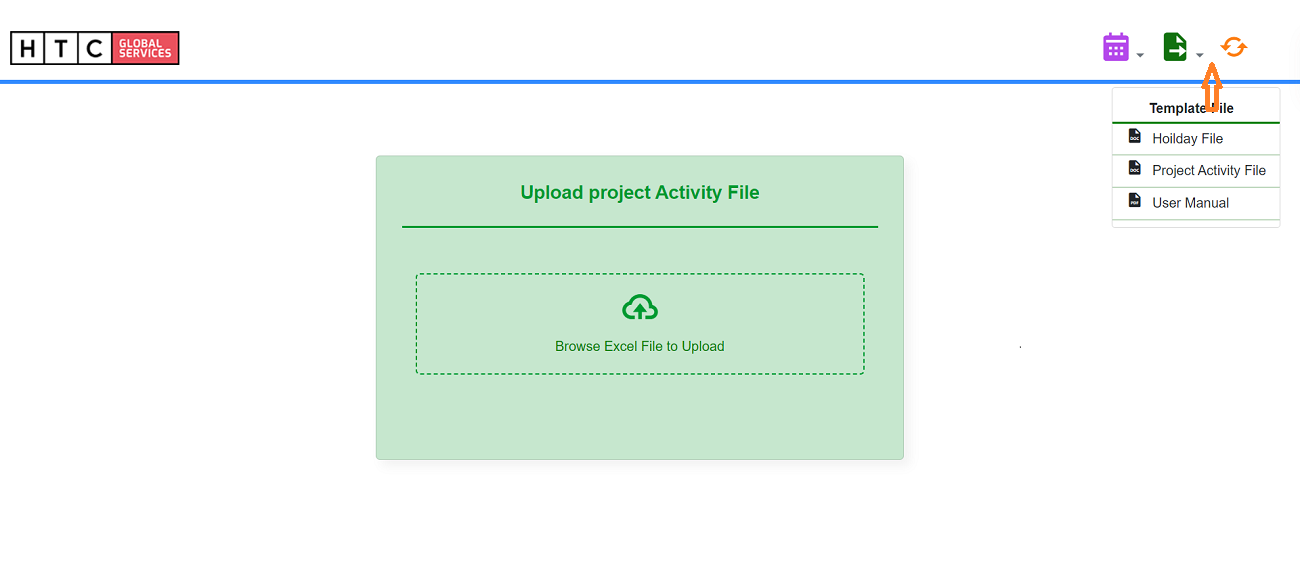 HTC GLOBAL SERVICES
Template File
Hoilday File
Project Activity File
User Manual
Upload project Activity File
Browse Excel File to Upload